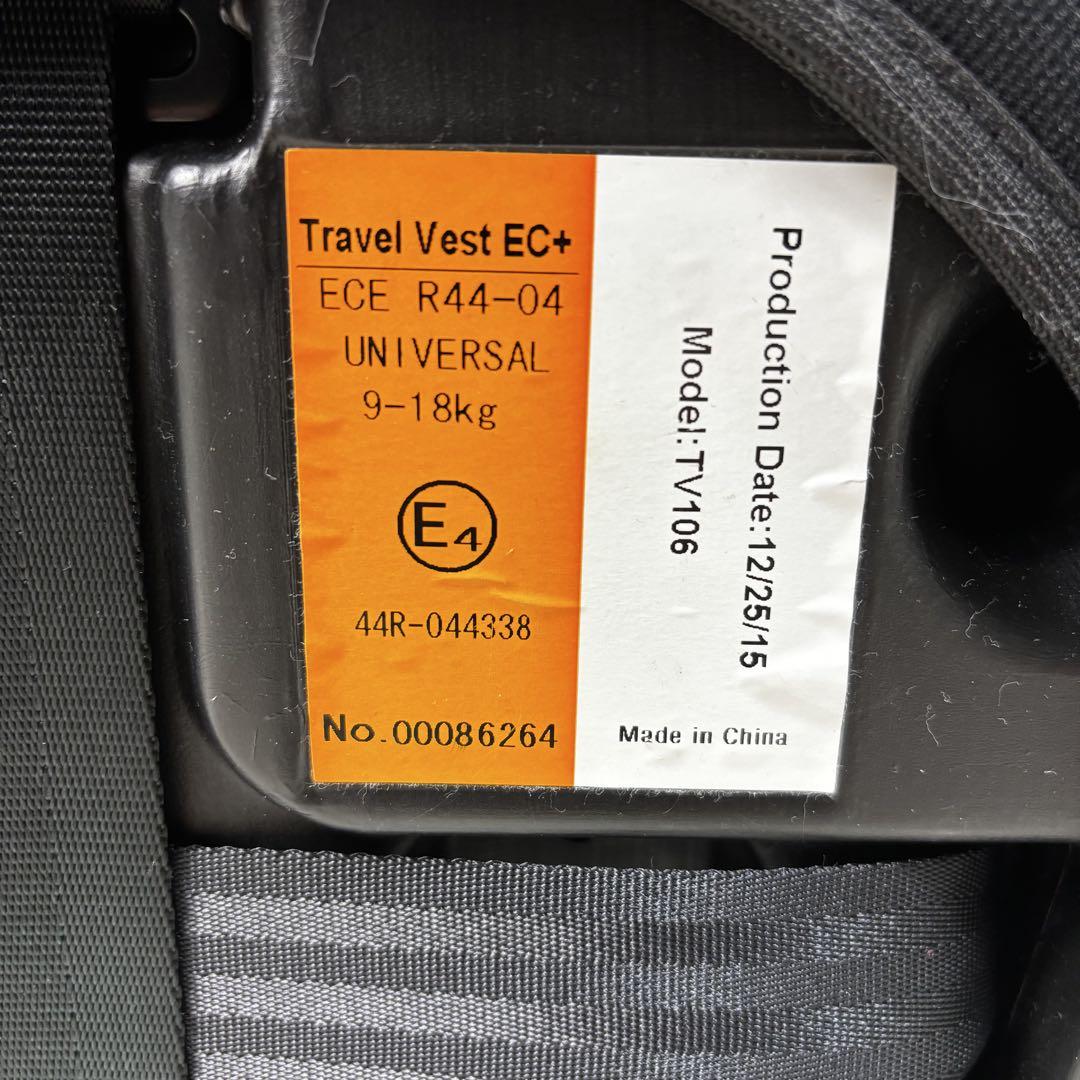 Travel Vest EC+
ECE R44-04
UNIVERSAL
9-18kg
E4
44R-044338
No.00086264
Production Date:12/25/15
Model:TV106
Made in China